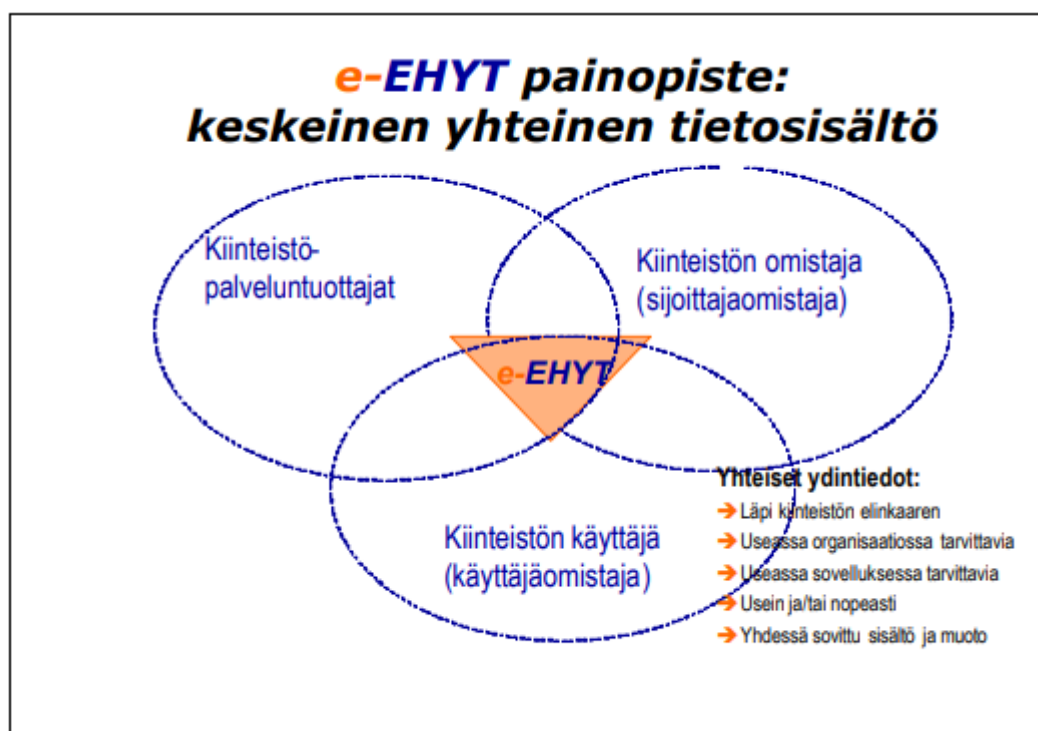 e-EHYT painopiste:
keskeinen yhteinen tietosisältö
Kiinteistö-
palveluntuottajat
Kiinteistön omistaja
(sijoittajaomistaja)
e-EHYT
Kiinteistön käyttäjä
(käyttäjäomistaja)
Yhteiset ydintiedot:
➔ Läpi kiinteistön elinkaaren
➔ Useassa organisaatiossa tarvittavia
➔ Useassa sovelluksessa tarvittavia
➔ Usein ja/tai nopeasti
➔ Yhdessä sovittu sisältö ja muoto